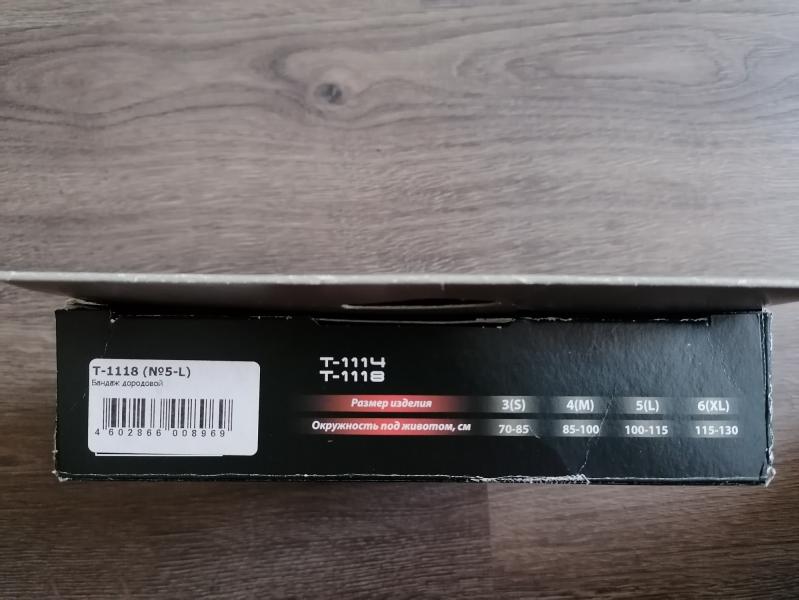 T-1118 (№5-L)
Бандаж дородовой
4 602866 008969
T-1114
T-1118
Размер изделия 3(S) 4(M) 5(L) 6(XL)
Окружность под животом, см 70-85 85-100 100-115 115-130